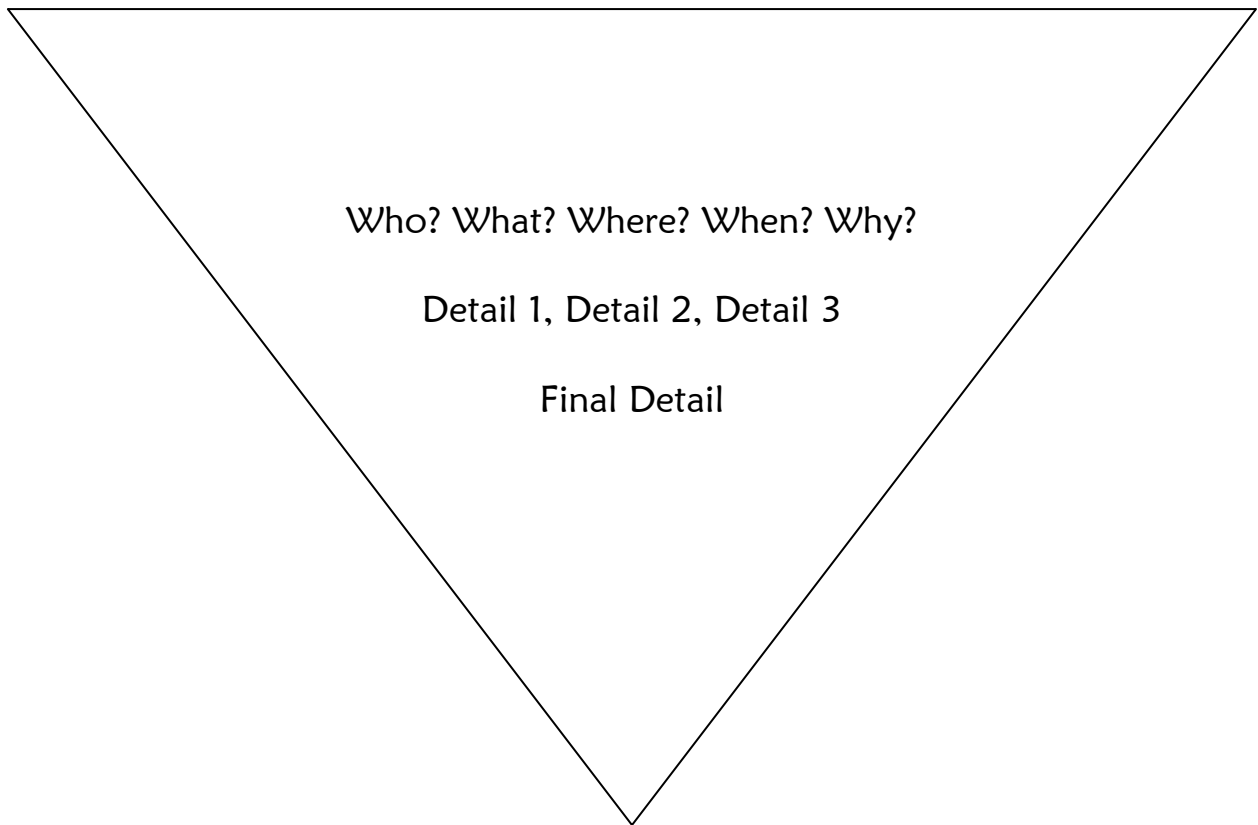 Who? What? Where? When? Why?
Detail 1, Detail 2, Detail 3
Final Detail